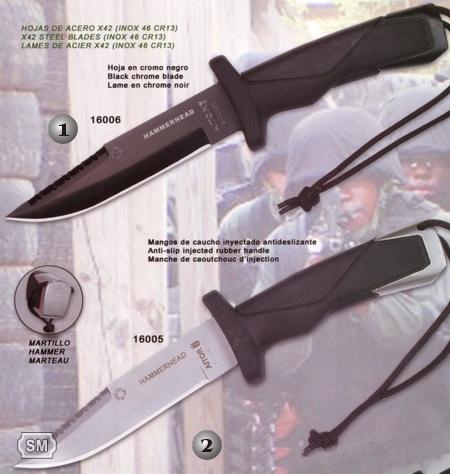 HOJAS DE ACERO X42 (INOX 46 CR13)
X42 STEEL BLADES (INOX 46 CR13)
LAMES DE ACIER X42 (INOX 46 CR13)
Hoja en cromo negro
Black chrome blade
Lame en chrome noir
16006
1
HAMMERHEAD
AITOR
Mangos de caucho inyectado antideslizante
Anti-slip injected rubber handle
Manche de caoutchouc d'injection
MARTILLO
HAMMER
MARTEAU
16005
HAMMERHEAD
AITOR
SM
2